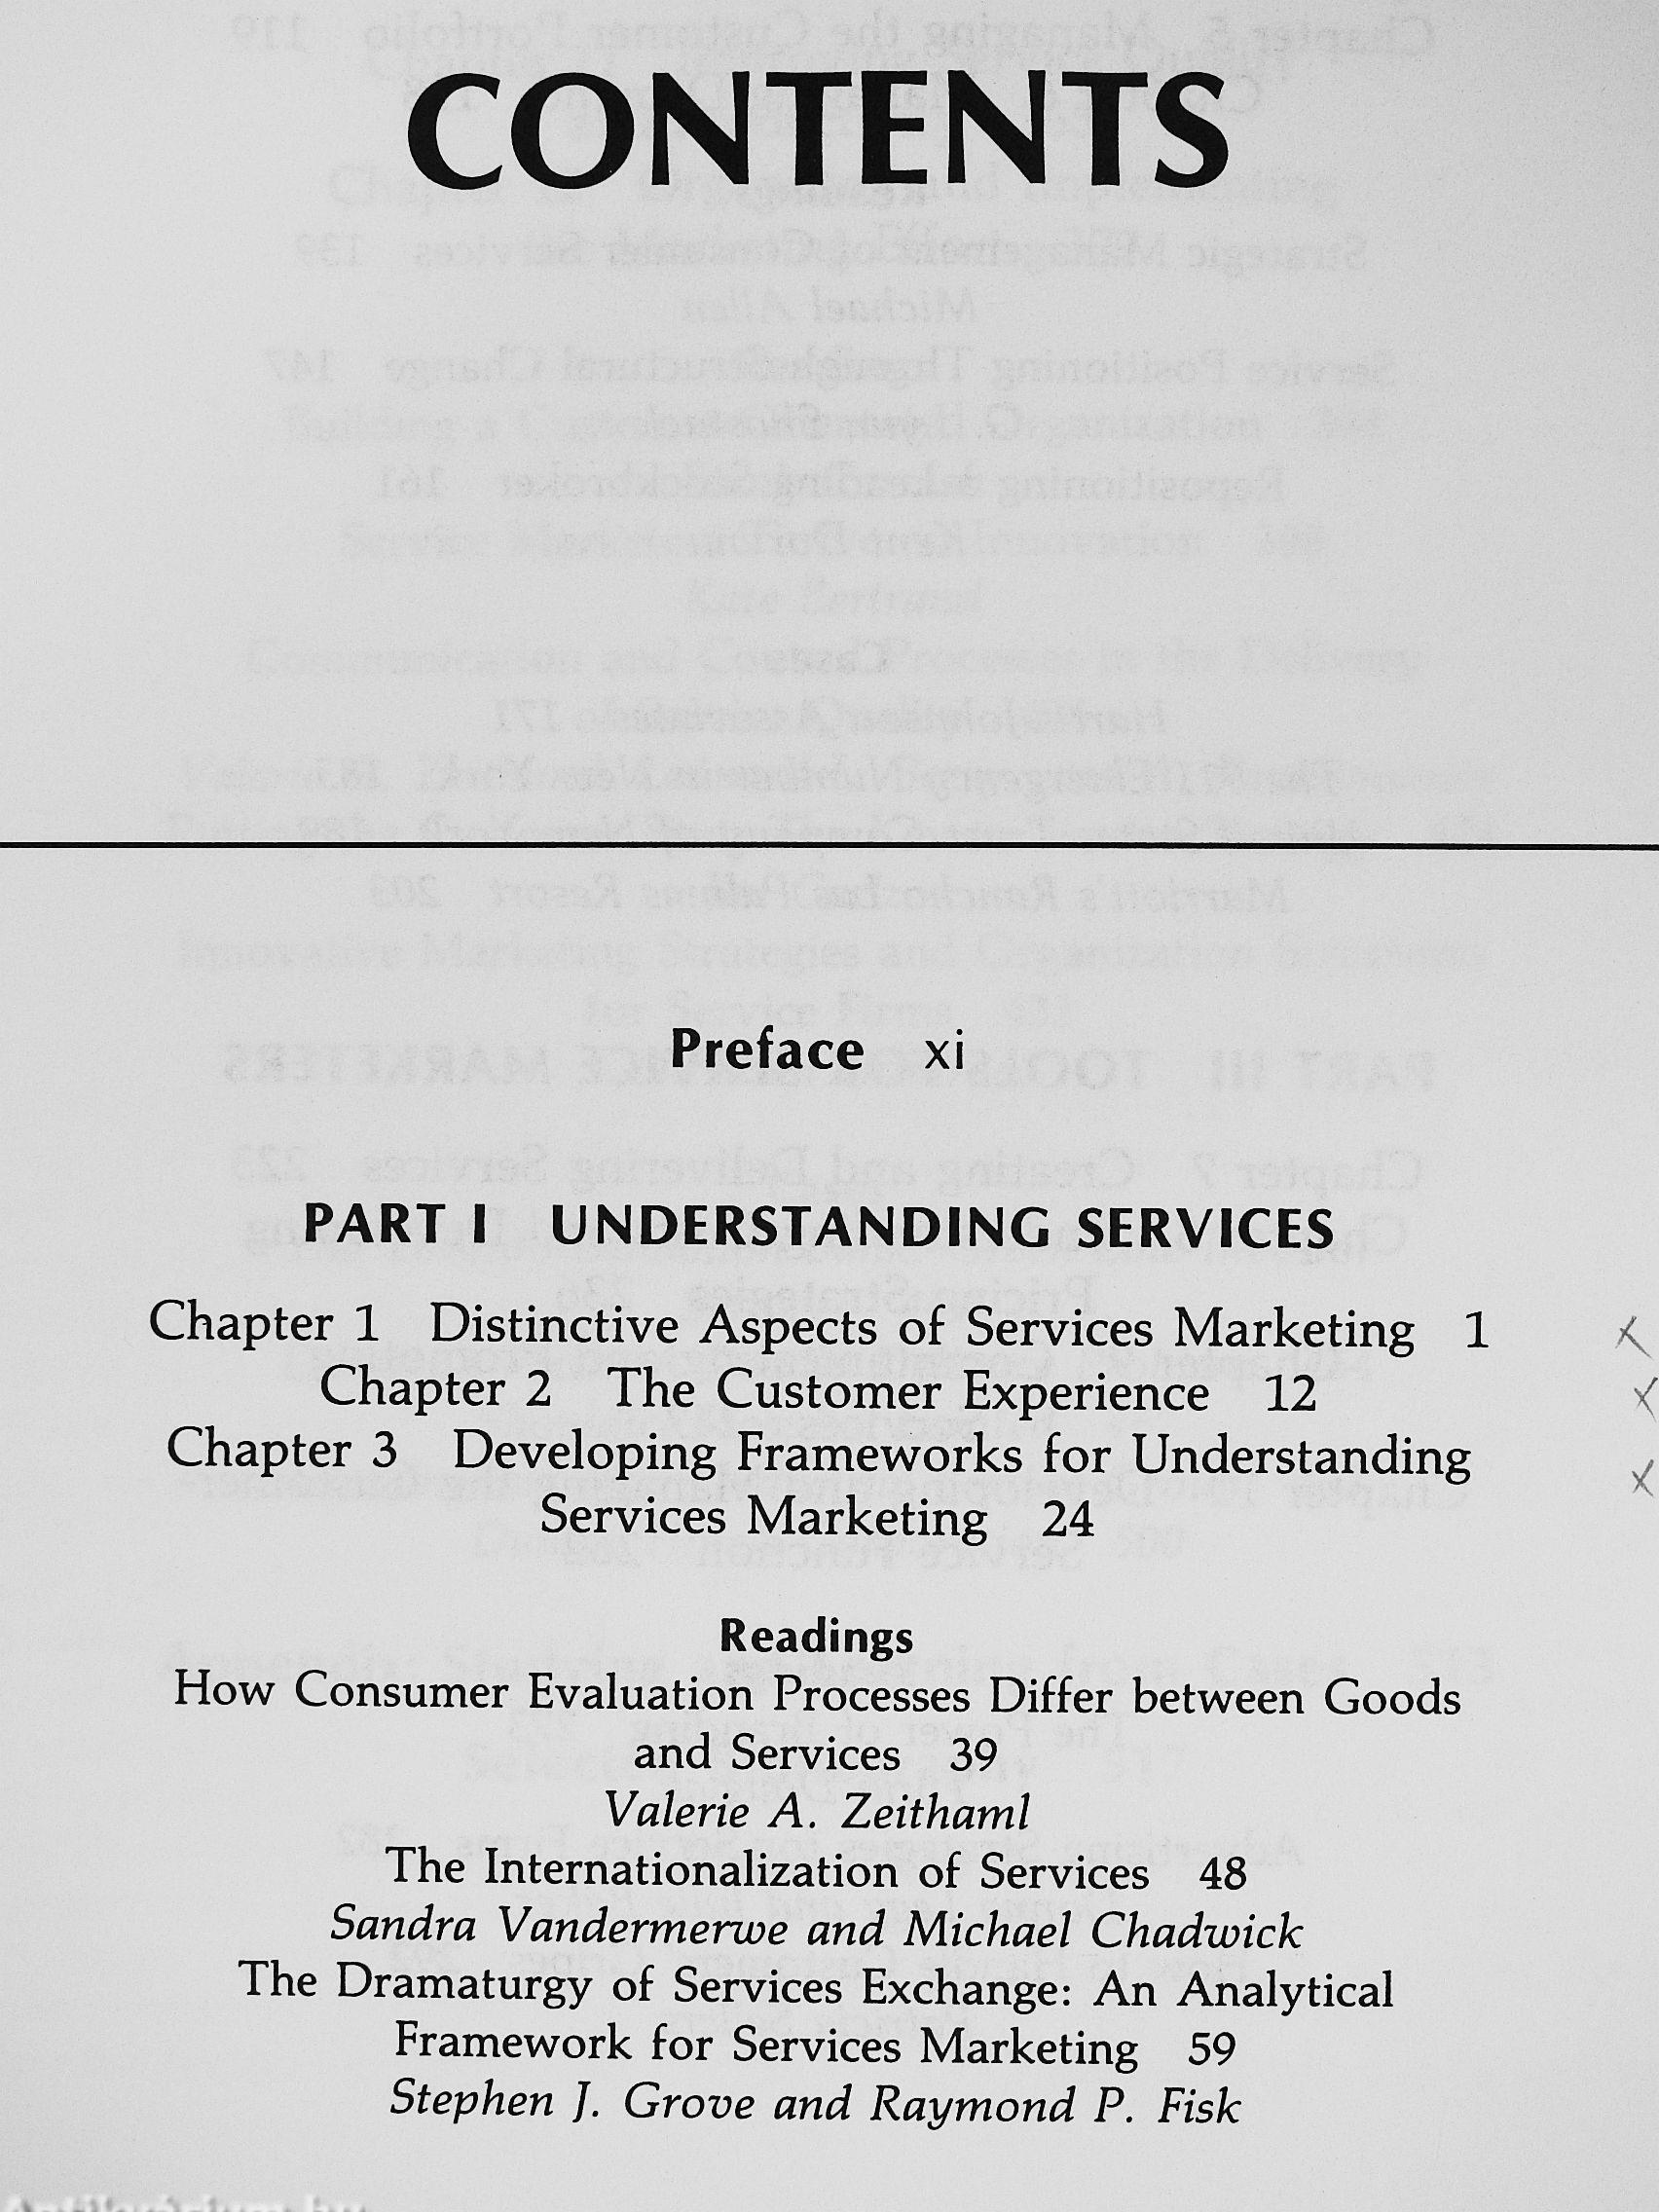 CONTENTS
Preface xi
PART I UNDERSTANDING SERVICES
Chapter 1 Distinctive Aspects of Services Marketing 1
Chapter 2 The Customer Experience 12
Chapter 3 Developing Frameworks for Understanding
Services Marketing 24
Readings
How Consumer Evaluation Processes Differ between Goods
and Services 39
Valerie A. Zeithaml
The Internationalization of Services 48
Sandra Vandermerwe and Michael Chadwick
The Dramaturgy of Services Exchange: An Analytical
Framework for Services Marketing 59
Stephen J. Grove and Raymond P. Fisk